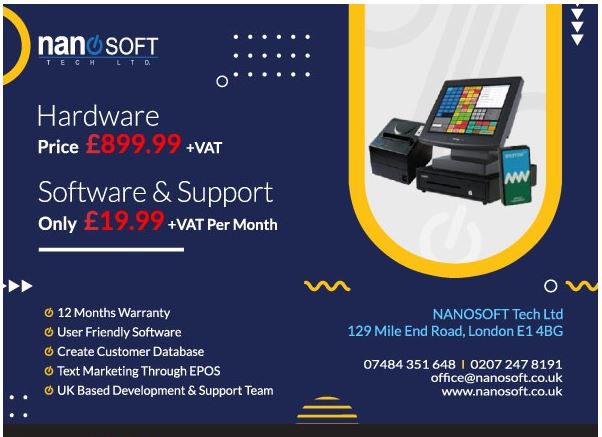 nanosoft
TECH LTD.
Hardware
Price £899.99 +VAT
Software & Support
Only £19.99 +VAT Per Month
12 Months Warranty
User Friendly Software
Create Customer Database
Text Marketing Through EPOS
UK Based Development & Support Team
NANOSOFT Tech Ltd
129 Mile End Road, London E1 4BG
07484 351 648 I 0207 247 8191
office@nanosoft.co.uk
www.nanosoft.co.uk